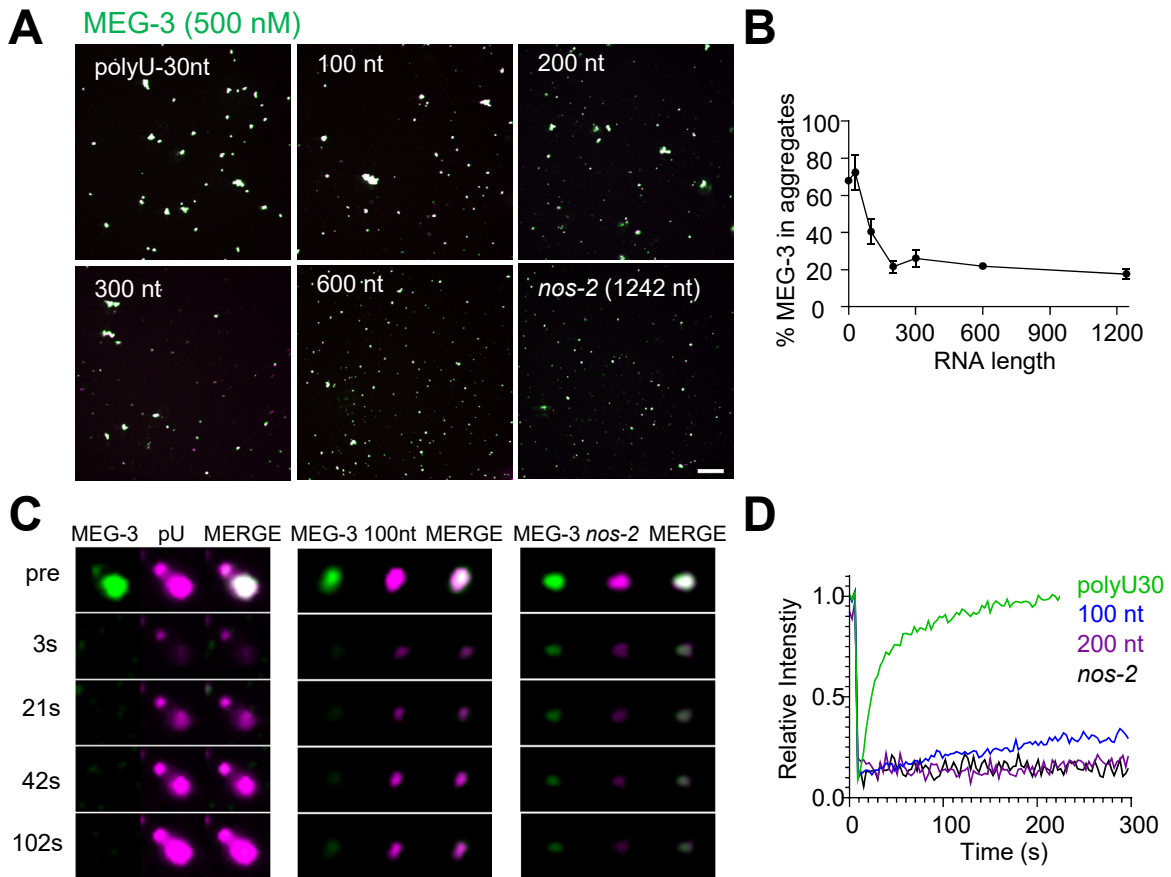 A
MEG-3 (500 nM)
polyU-30nt
100 nt
200 nt
300 nt
600 nt
nos-2 (1242 nt)
B
% MEG-3 in aggregates
100
80
60
40
20
0
0 300 600 900 1200
RNA length
C
MEG-3 pU MERGE
MEG-3 100nt MERGE
MEG-3 nos-2 MERGE
pre
3s
21s
42s
102s
D
Relative Intenstiy
1.0
0.5
0.0
polyU30
100 nt
200 nt
nos-2
0 100 200 300
Time (s)